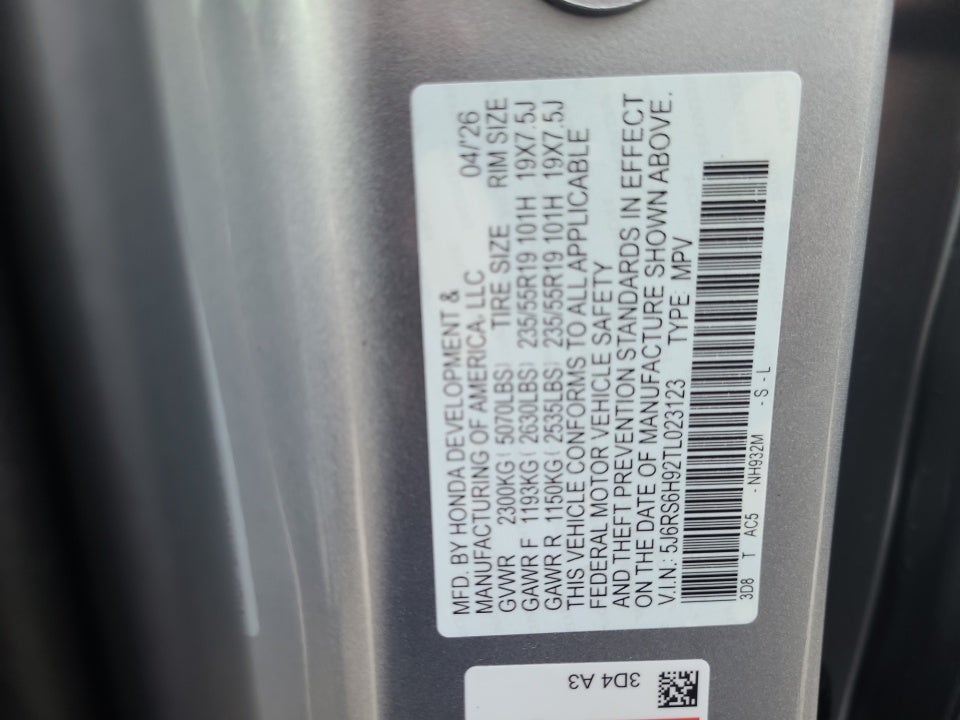 MFD. BY HONDA DEVELOPMENT &
MANUFACTURING OF AMERICA, LLC 04/'26
GVWR 2300KG(5070LBS) TIRE SIZE RIM SIZE
GAWR F 1193KG(2630LBS) 235/55R19 101H 19X7.5J
GAWR R 1150KG(2535LBS) 235/55R19 101H 19X7.5J
THIS VEHICLE CONFORMS TO ALL APPLICABLE
FEDERAL MOTOR VEHICLE SAFETY
AND THEFT PREVENTION STANDARDS IN EFFECT
ON THE DATE OF MANUFACTURE SHOWN ABOVE.
V.I.N.: 5J6RS6H92TL023123 TYPE: MPV
3D8 T AC5 - NH932M - S - L
3D4 A3